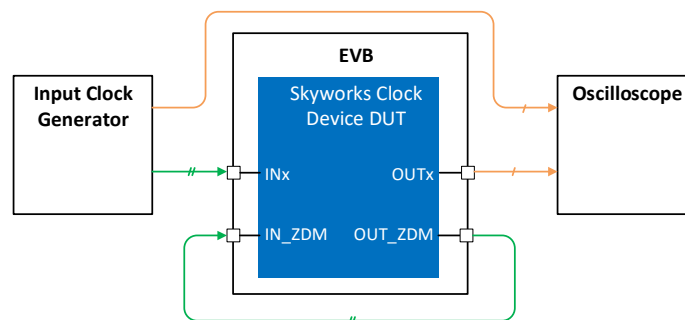 EVB
Input Clock
Generator
Skyworks Clock
Device DUT
Oscilloscope
INx
OUTx
IN_ZDM
OUT_ZDM